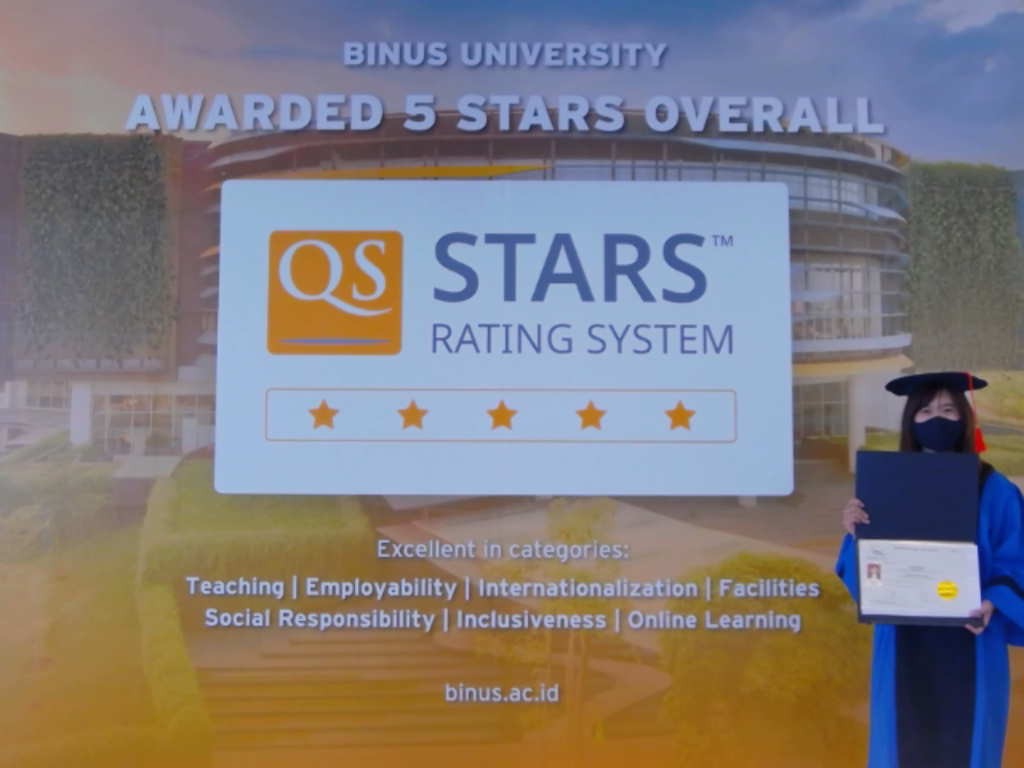 BINUS UNIVERSITY
AWARDED 5 STARS OVERALL
QS
STARS™
RATING SYSTEM
Excellent in categories:
Teaching | Employability | Internationalization | Facilities
Social Responsibility | Inclusiveness | Online Learning
binus.ac.id